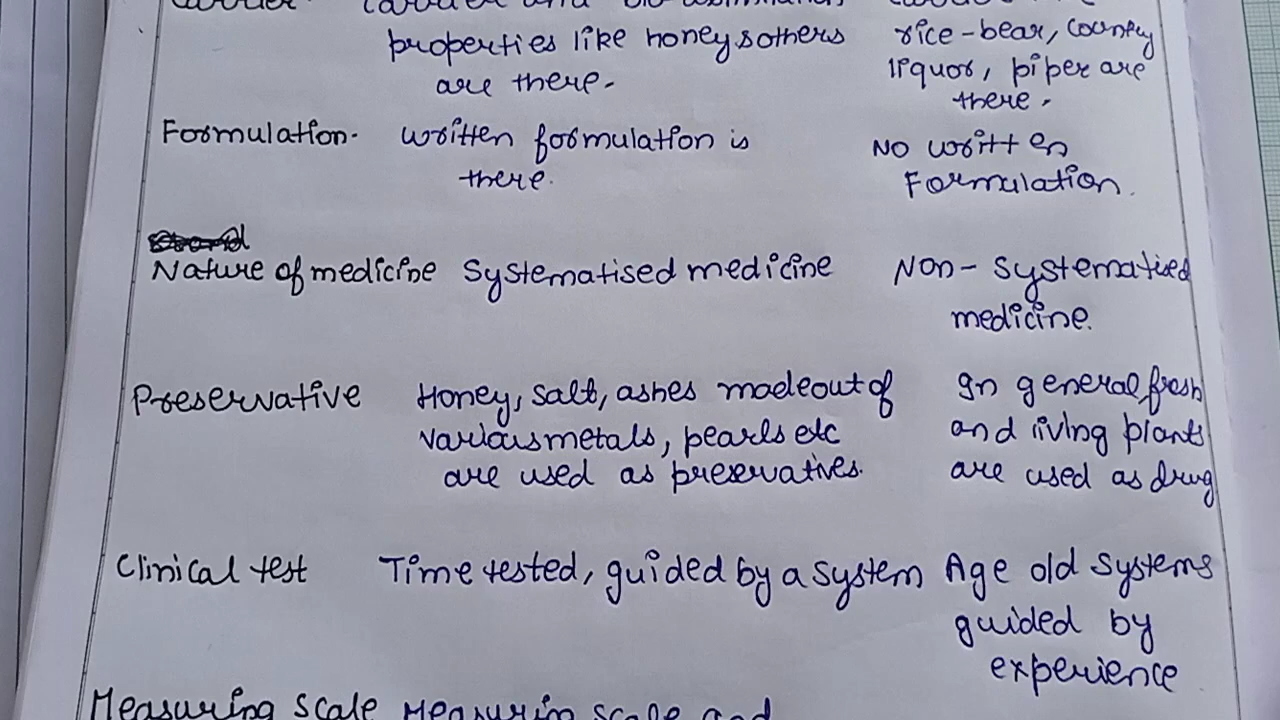 properties like honey & others rice-bear, country
are there. liquor, piper are
there.
Formulation. written formulation is No written
there. Formulation.
Nature of medicine Systematised medicine Non-systematised
medicine.
Preservative Honey, Salt, ashes made out of In general fresh
various metals, pearls etc and living plants
are used as preservatives. are used as drug
Clinical test Time tested, guided by a system Age old systems
guided by
experience
Measuring scale Measuring scale and